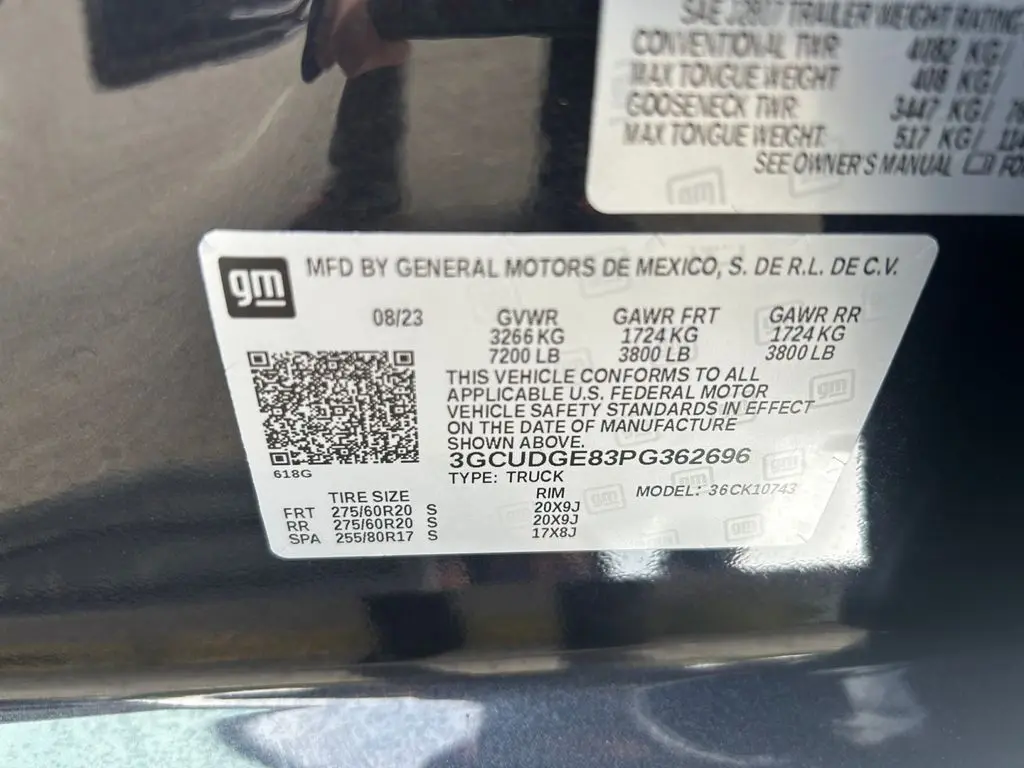 SAE J2807 TRAILER WEIGHT RATING
CONVENTIONAL TWR 4082 KG/
MAX TONGUE WEIGHT 408 KG/
GOOSENECK TWR: 3447 KG/ 76
MAX TONGUE WEIGHT: 517 KG/ 114
SEE OWNER'S MANUAL FOR
gm MFD BY GENERAL MOTORS DE MEXICO, S. DE R.L. DE C.V.
08/23 GVWR GAWR FRT GAWR RR
3266 KG 1724 KG 1724 KG
7200 LB 3800 LB 3800 LB
THIS VEHICLE CONFORMS TO ALL
APPLICABLE U.S. FEDERAL MOTOR
VEHICLE SAFETY STANDARDS IN EFFECT
ON THE DATE OF MANUFACTURE
SHOWN ABOVE.
3GCUDGE83PG362696
618G
TYPE: TRUCK
TIRE SIZE RIM MODEL: 36CK10743
FRT 275/60R20 S 20X9J
RR 275/60R20 S 20X9J
SPA 255/80R17 S 17X8J